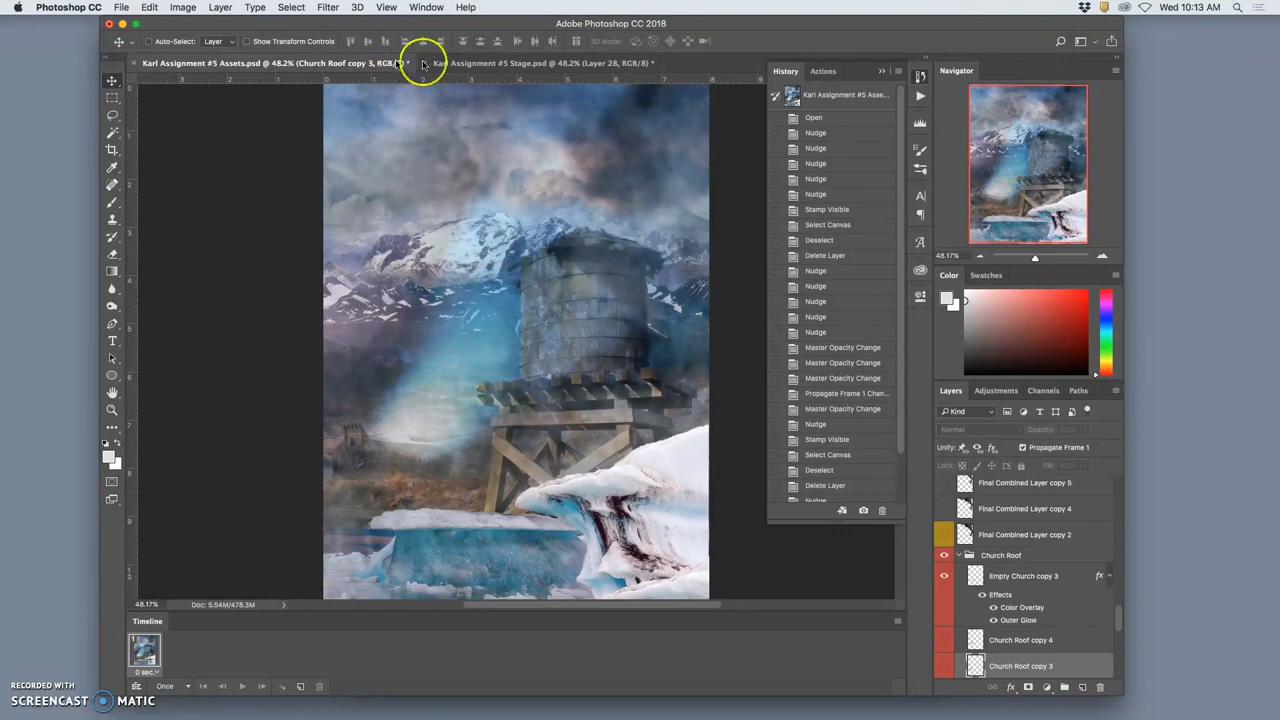 Photoshop CC File Edit Image Layer Type Select Filter 3D View Window Help Wed 10:13 AM
Adobe Photoshop CC 2018
Auto-Select: Layer Show Transform Controls 3D Mode:
Karl Assignment #5 Assets.psd @ 48.2% (Church Roof copy 3, RGB/ * Karl Assignment #5 Stage.psd @ 48.2% (Layer 28, RGB/8) *
History Actions
Karl Assignment #5 Asse...
Open
Nudge
Nudge
Nudge
Nudge
Nudge
Stamp Visible
Select Canvas
Deselect
Delete Layer
Nudge
Nudge
Nudge
Nudge
Nudge
Master Opacity Change
Master Opacity Change
Master Opacity Change
Propagate Frame 1 Chan...
Master Opacity Change
Nudge
Stamp Visible
Select Canvas
Deselect
Delete Layer
Nudge
Navigator
48.17%
Color Swatches
Layers Adjustments Channels Paths
Kind
Normal Opacity: 100%
Unify: Propagate Frame 1
Lock: Fill:
Final Combined Layer copy 5
Final Combined Layer copy 4
Final Combined Layer copy 2
Church Roof
Empty Church copy 3 fx
Effects
Color Overlay
Outer Glow
Church Roof copy 4
Church Roof copy 3
48.17% Doc: 5.54M/478.3M
Timeline
1
0 sec.
Once
RECORDED WITH
SCREENCAST MATIC